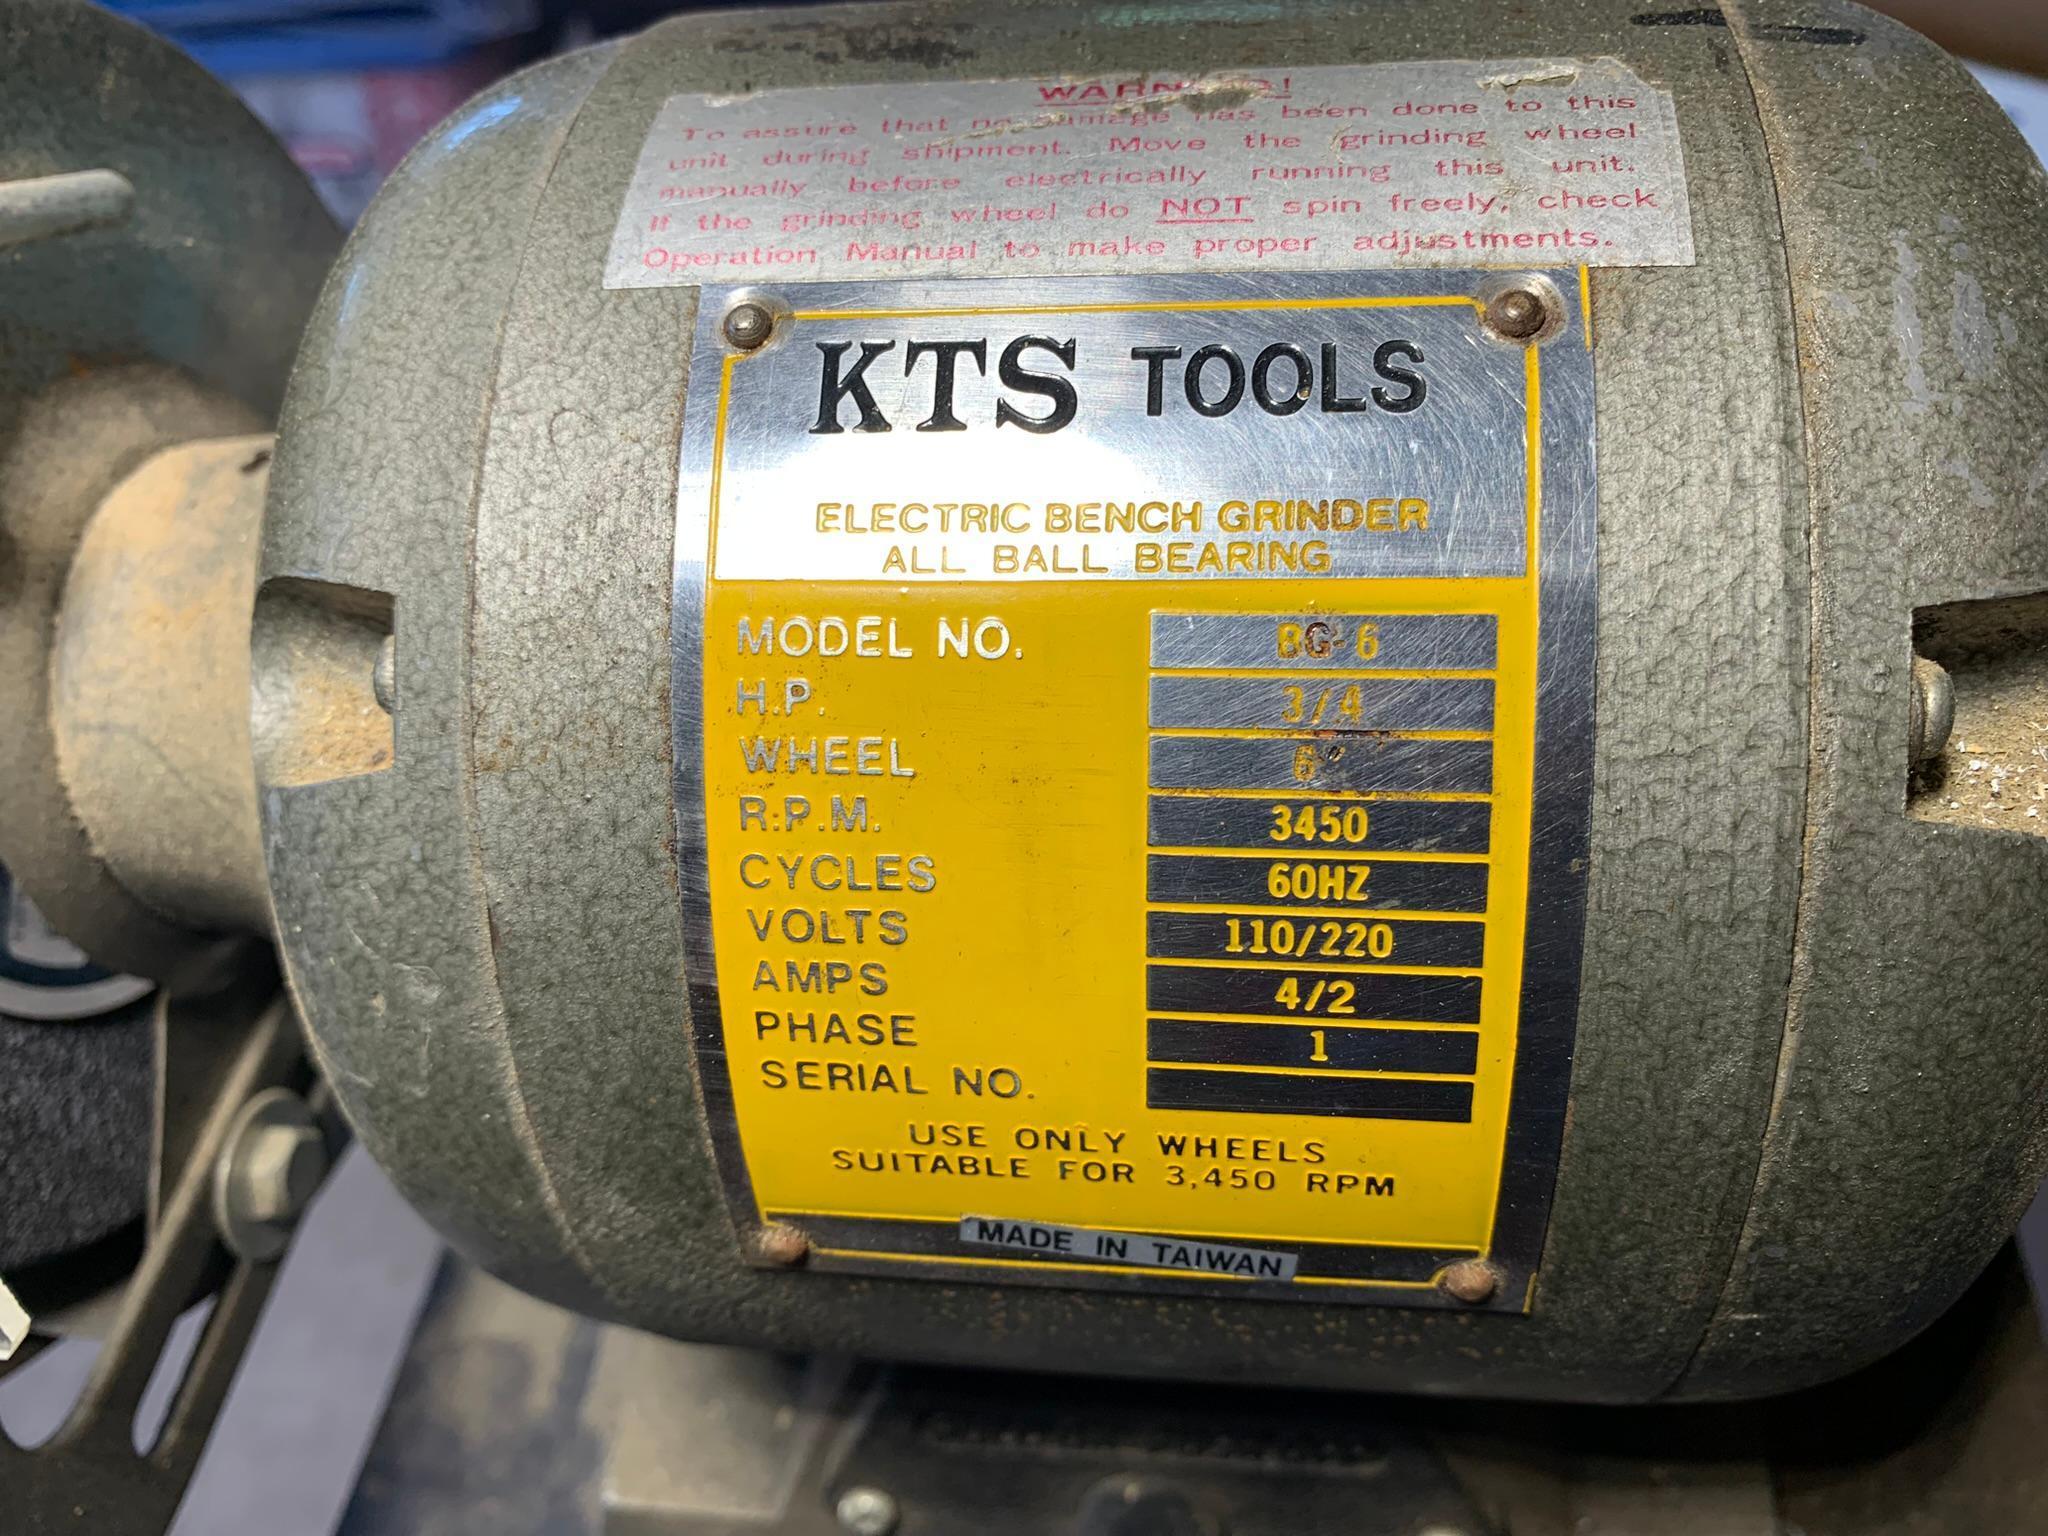 WARNING!
To assure that no damage has been done to this
unit during shipment. Move the grinding wheel
manually before electrically running this unit.
If the grinding wheel do NOT spin freely, check
Operation Manual to make proper adjustments.
KTS TOOLS
ELECTRIC BENCH GRINDER
ALL BALL BEARING
MODEL NO. BG-6
H.P. 3/4
WHEEL 6"
R.P.M. 3450
CYCLES 60HZ
VOLTS 110/220
AMPS 4/2
PHASE 1
SERIAL NO.
USE ONLY WHEELS
SUITABLE FOR 3,450 RPM
MADE IN TAIWAN